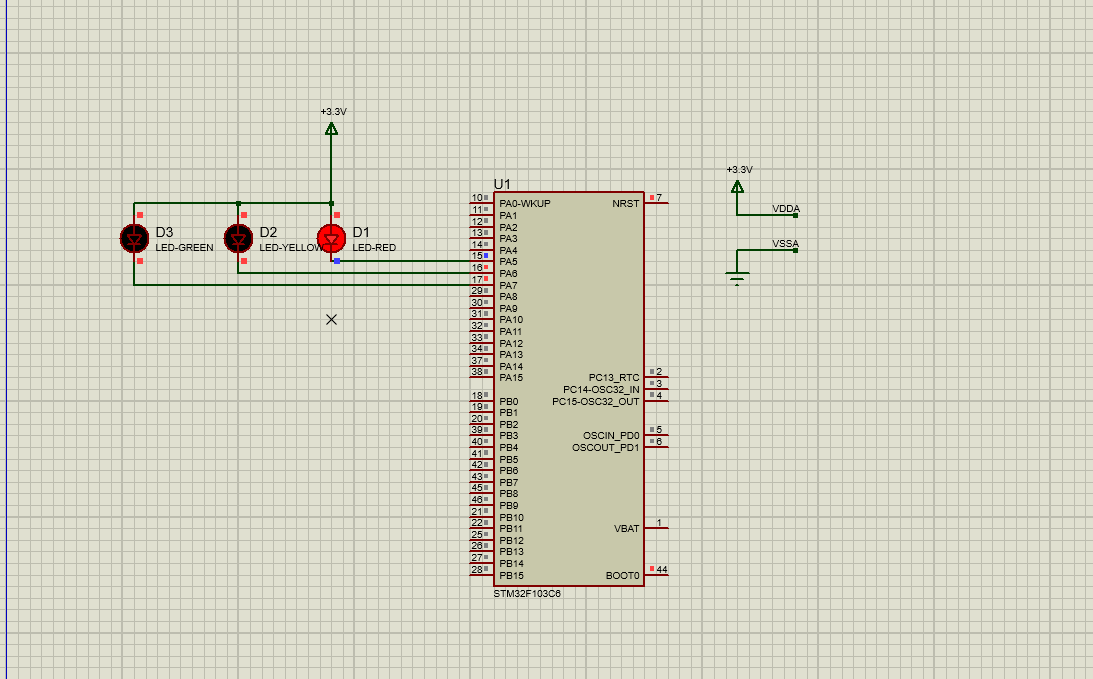 +3.3V
D3
LED-GREEN
D2
LED-YELLOW
D1
LED-RED
U1
10 PA0-WKUP
11 PA1
12 PA2
13 PA3
14 PA4
15 PA5
16 PA6
17 PA7
29 PA8
30 PA9
31 PA10
32 PA11
33 PA12
34 PA13
37 PA14
38 PA15
18 PB0
19 PB1
20 PB2
39 PB3
40 PB4
41 PB5
42 PB6
43 PB7
45 PB8
46 PB9
21 PB10
22 PB11
25 PB12
26 PB13
27 PB14
28 PB15
NRST 7
PC13_RTC 2
PC14-OSC32_IN 3
PC15-OSC32_OUT 4
OSCIN_PD0 5
OSCOUT_PD1 6
VBAT 1
BOOT0 44
STM32F103C6
+3.3V
VDDA
VSSA